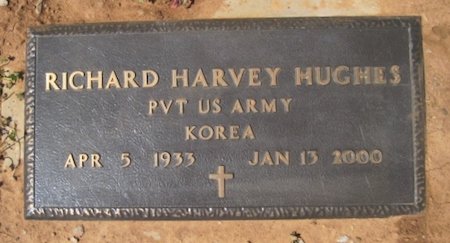 RICHARD HARVEY HUGHES
PVT US ARMY
KOREA
APR 5 1933 JAN 13 2000